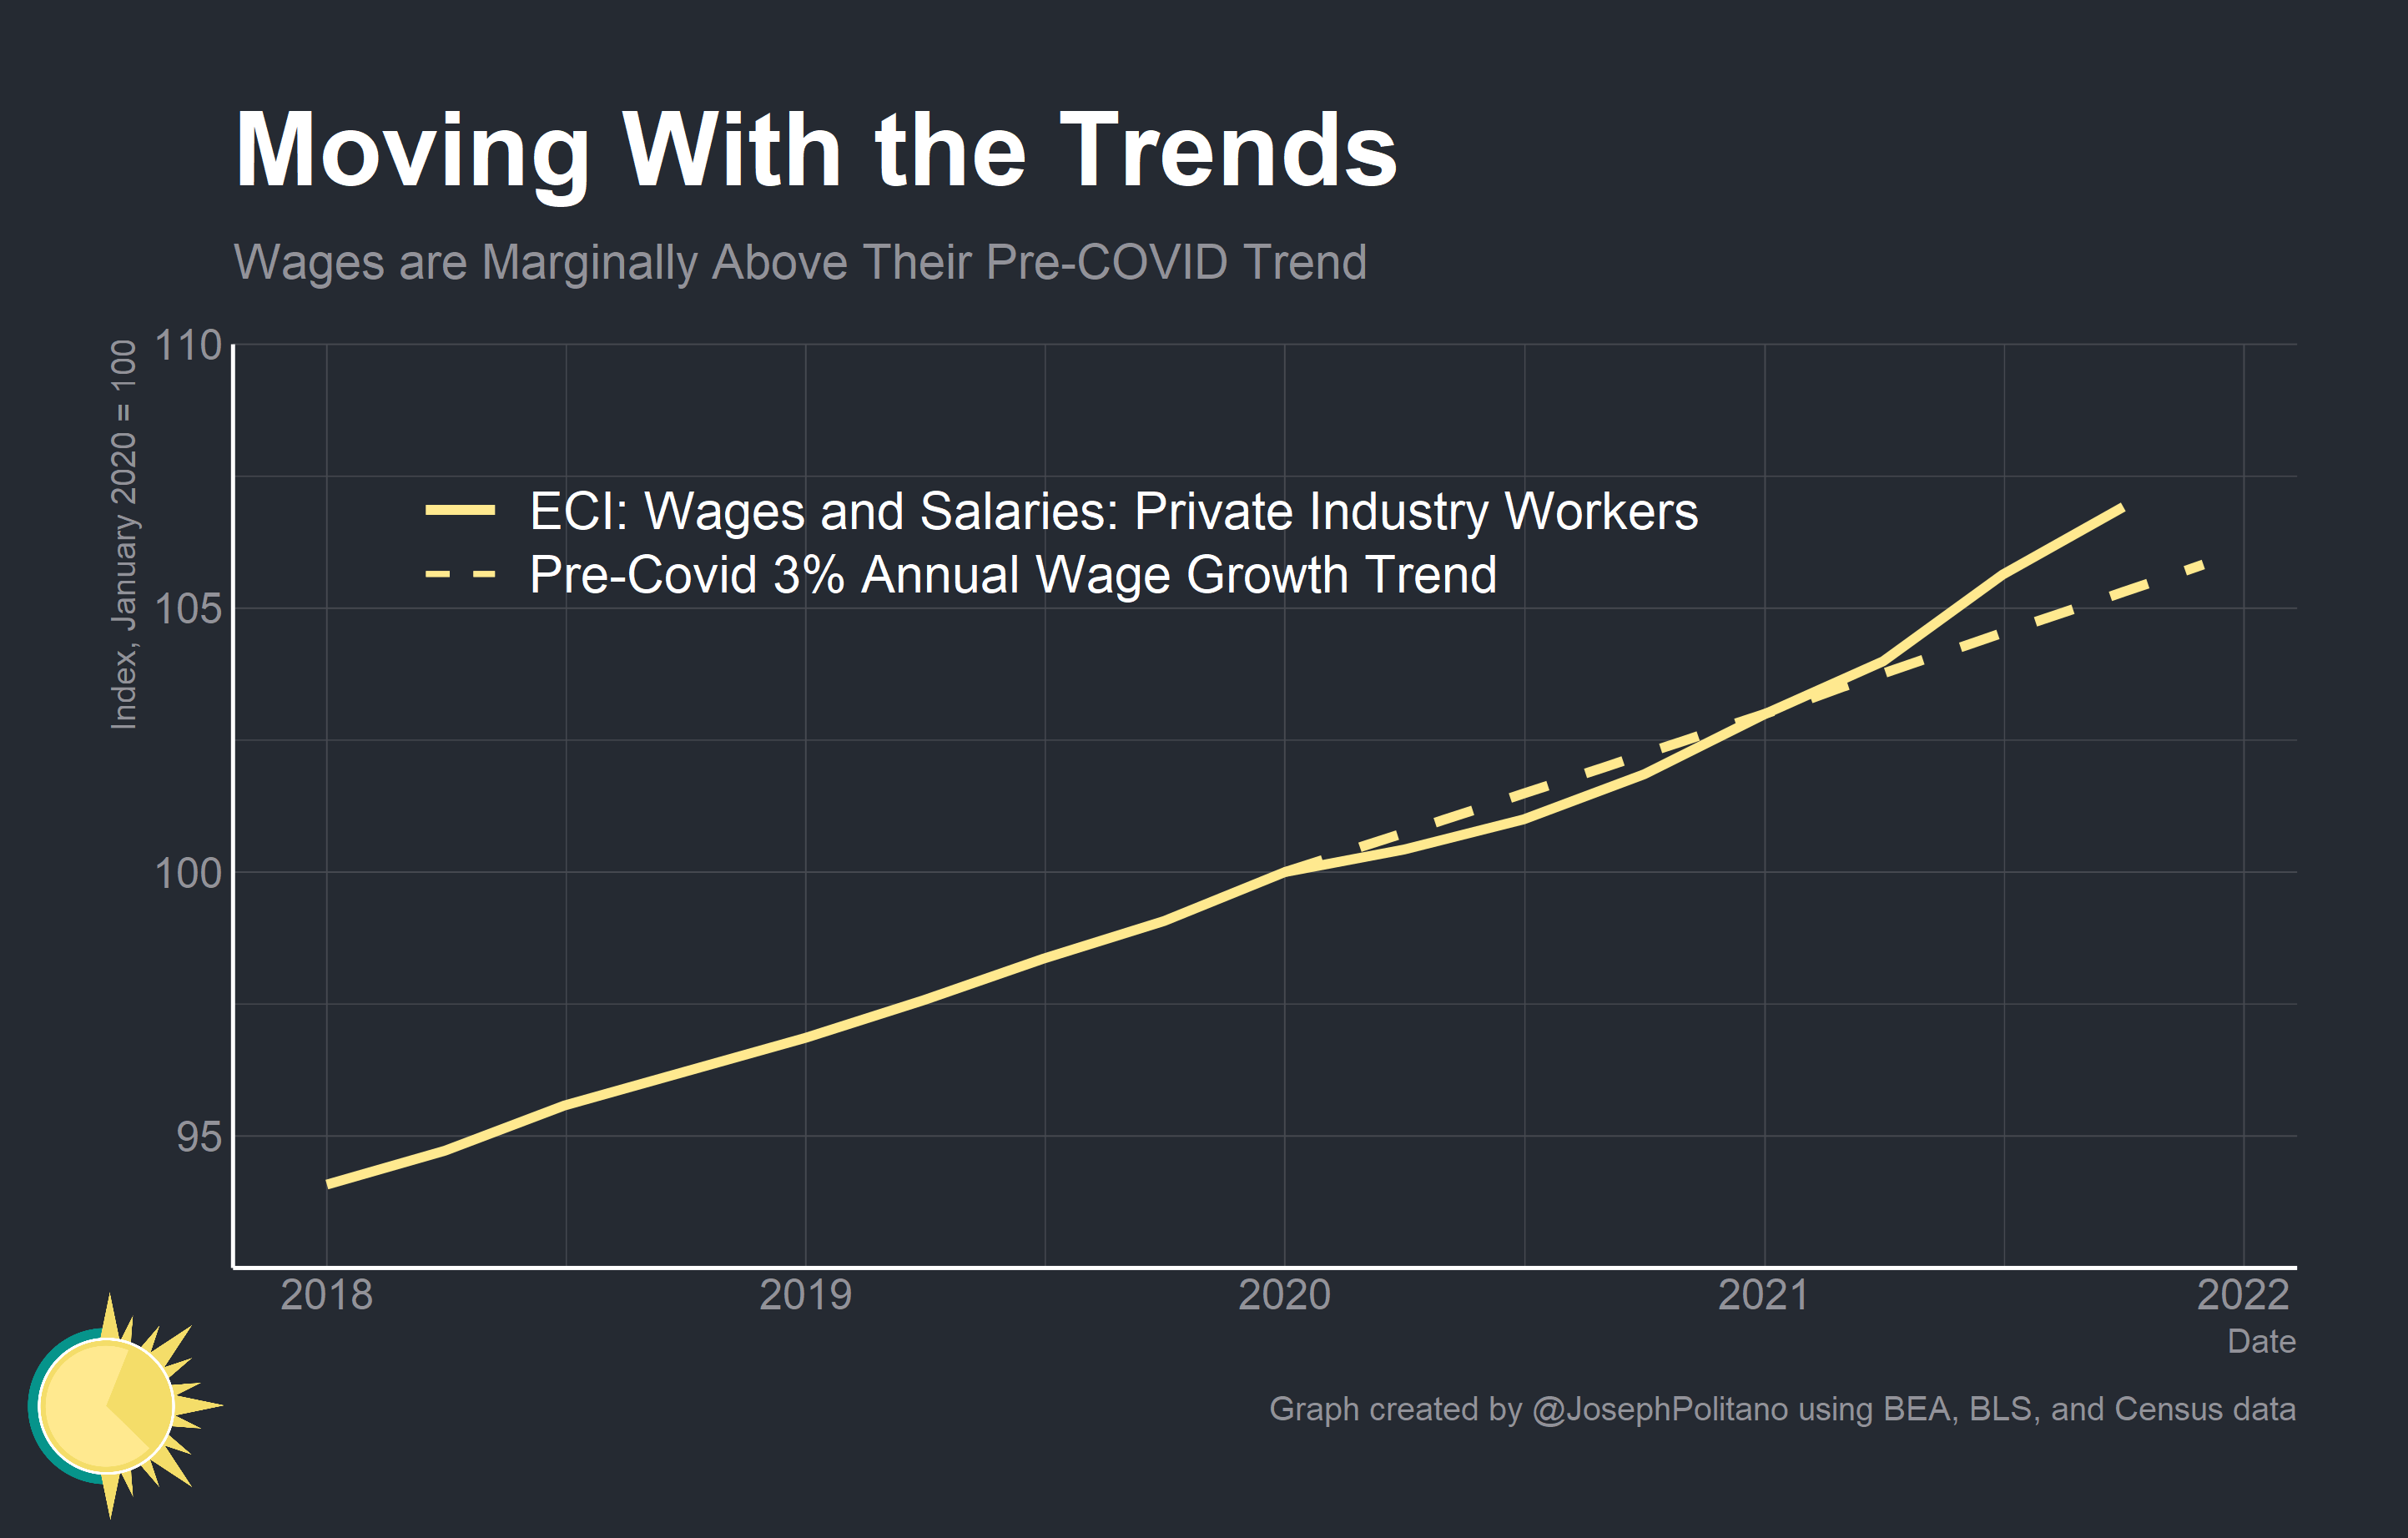 Moving With the Trends
Wages are Marginally Above Their Pre-COVID Trend
Index, January 2020 = 100
110
105
100
95
ECI: Wages and Salaries: Private Industry Workers
Pre-Covid 3% Annual Wage Growth Trend
2018 2019 2020 2021 2022
Date
Graph created by @JosephPolitano using BEA, BLS, and Census data